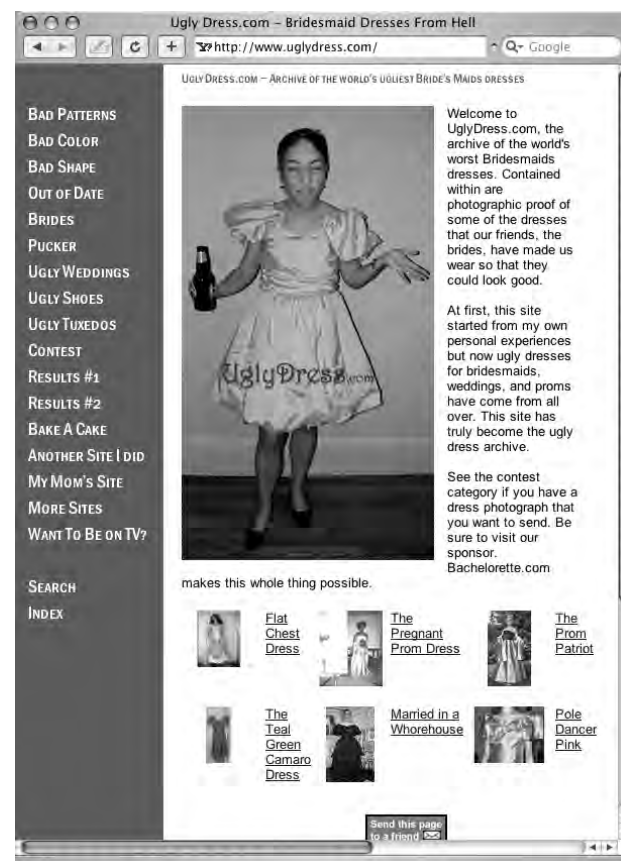 Ugly Dress.com – Bridesmaid Dresses From Hell
http://www.uglydress.com/
Google
UglyDress.com – Archive of the world's ugliest Bride's Maids dresses
Bad Patterns
Bad Color
Bad Shape
Out of Date
Brides
Pucker
Ugly Weddings
Ugly Shoes
Ugly Tuxedos
Contest
Results #1
Results #2
Bake A Cake
Another Site I did
My Mom's Site
More Sites
Want To Be on TV?
Search
Index
UglyDress.com
Welcome to
UglyDress.com, the
archive of the world's
worst Bridesmaids
dresses. Contained
within are
photographic proof of
some of the dresses
that our friends, the
brides, have made us
wear so that they
could look good.
At first, this site
started from my own
personal experiences
but now ugly dresses
for bridesmaids,
weddings, and proms
have come from all
over. This site has
truly become the ugly
dress archive.
See the contest
category if you have a
dress photograph that
you want to send. Be
sure to visit our
sponsor.
Bachelorette.com
makes this whole thing possible.
Flat
Chest
Dress
The
Pregnant
Prom Dress
The
Prom
Patriot
The
Teal
Green
Camaro
Dress
Married in a
Whorehouse
Pole
Dancer
Pink
Send this page
to a friend